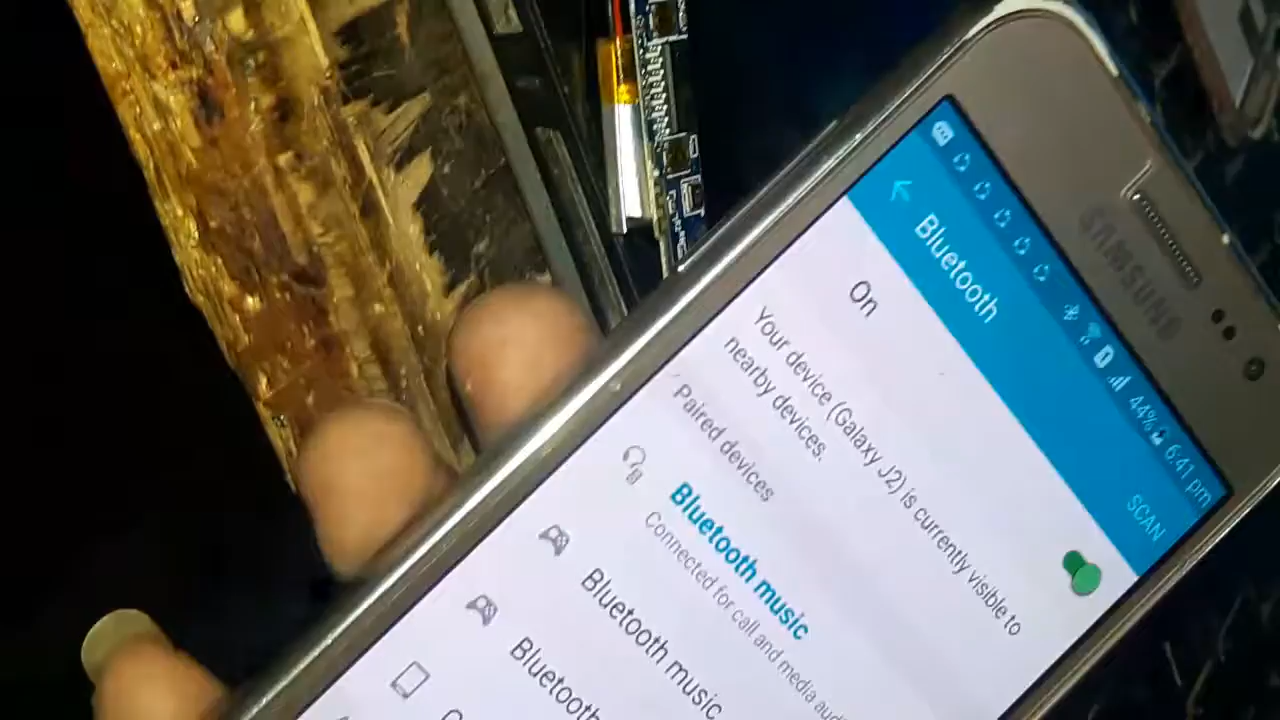 SAMSUNG
44% 6:41 pm
Bluetooth
SCAN
On
Your device (Galaxy J2) is currently visible to
nearby devices.
Paired devices
Bluetooth music
Connected for call and media aud
Bluetooth music
Bluetooth